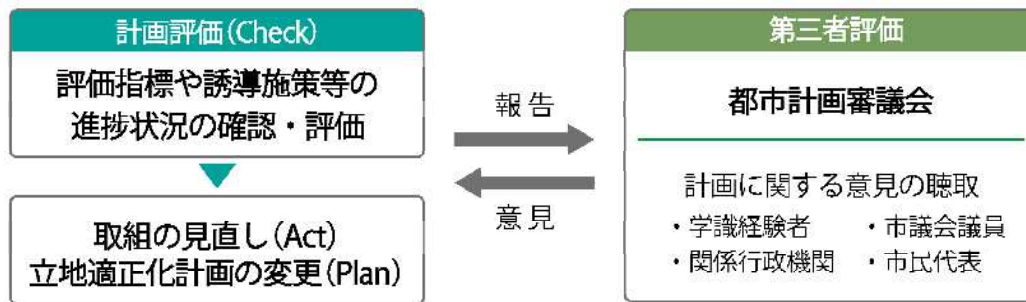 計画評価(Check)
評価指標や誘導施策等の
進捗状況の確認・評価
取組の見直し(Act)
立地適正化計画の変更(Plan)
報告
意見
第三者評価
都市計画審議会
計画に関する意見の聴取
・学識経験者 ・市議会議員
・関係行政機関 ・市民代表